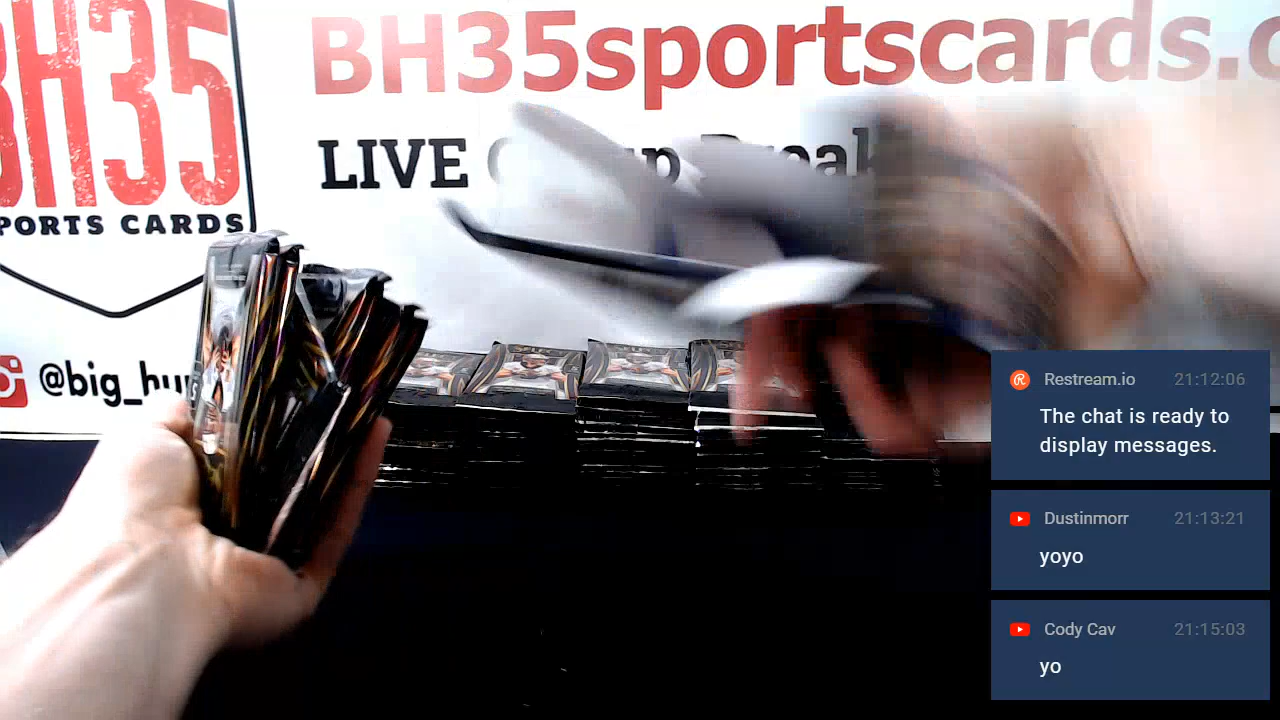 BH35
SPORTS CARDS
@big_hu
BH35sportscards.c
LIVE
Restream.io 21:12:06
The chat is ready to
display messages.
Dustinmorr 21:13:21
yoyo
Cody Cav 21:15:03
yo